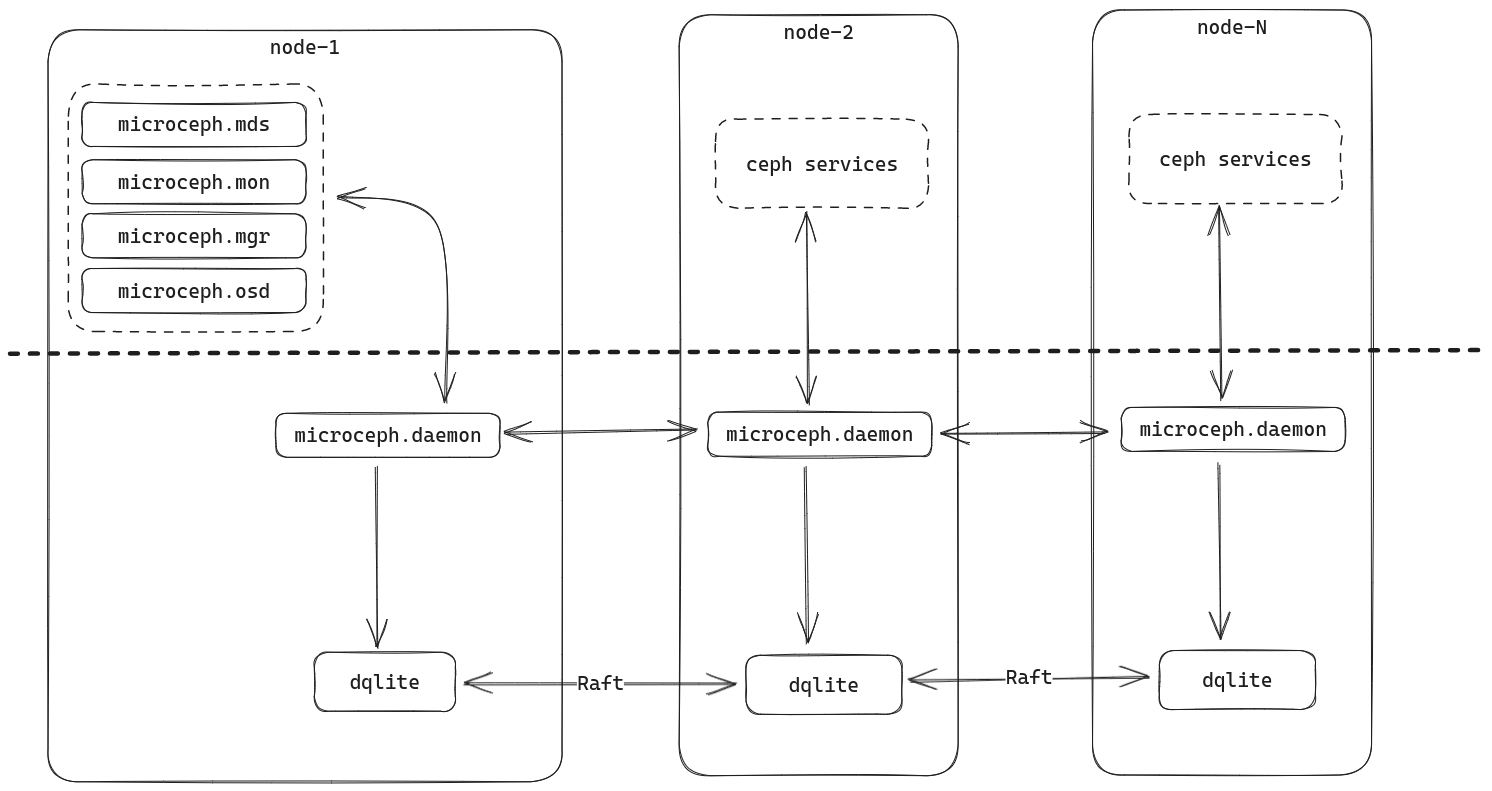 node-1
microceph.mds
microceph.mon
microceph.mgr
microceph.osd
microceph.daemon
dqlite
Raft
node-2
ceph services
microceph.daemon
dqlite
Raft
node-N
ceph services
microceph.daemon
dqlite